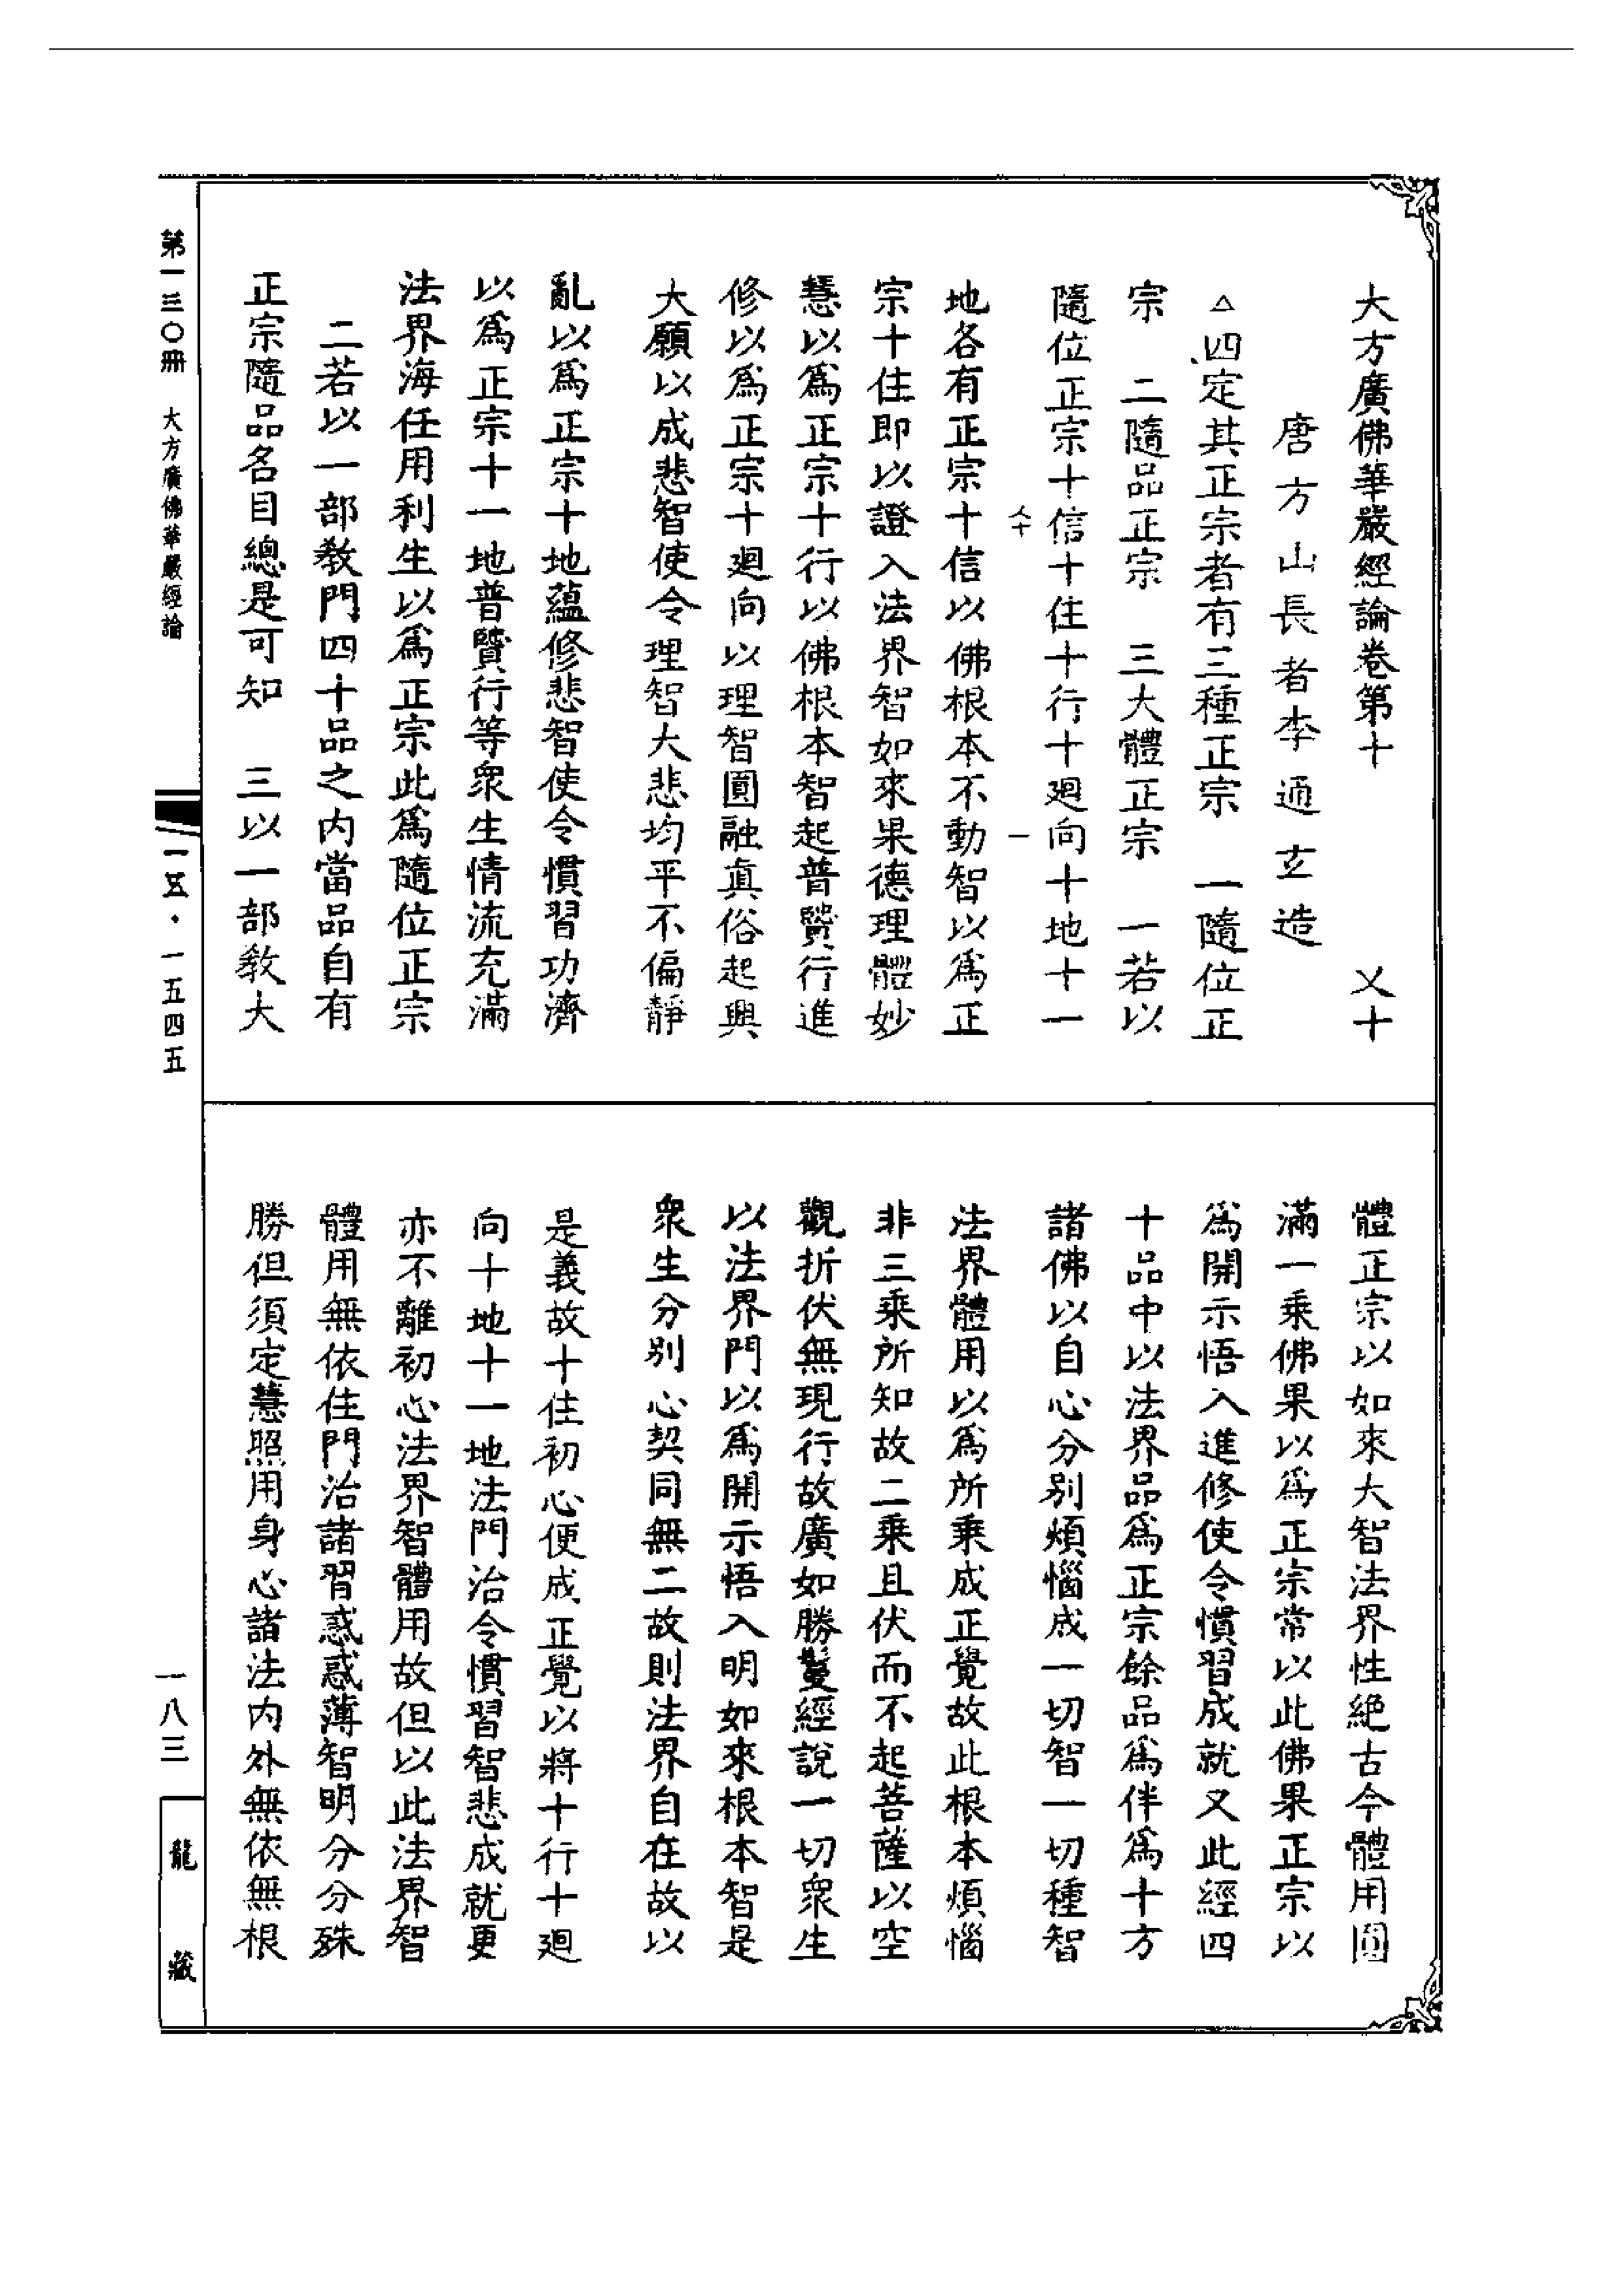 大方廣佛華嚴經論卷第十　乂十
唐方山長者李通玄造
△四定其正宗者有三種正宗　一隨位正
宗　二隨品正宗　三大體正宗　一若以
隨位正宗十信十住十行十廻向十地十一
乂十　一
地各有正宗十信以佛根本不動智以爲正
宗十住即以證入法界智如來果德理體妙
慧以爲正宗十行以佛根本智起普賢行進
修以爲正宗十廻向以理智圓融真俗起興
大願以成悲智使令理智大悲均平不偏靜
亂以爲正宗十地蘊修悲智使令慣習功濟
以爲正宗十一地普賢行等衆生情流充滿
法界海任用利生以爲正宗此爲隨位正宗
二若以一部教門四十品之内當品自有
正宗隨品名目總是可知　三以一部教大
體正宗以如來大智法界性絕古今體用圓
滿一乘佛果以爲正宗常以此佛果正宗以
爲開示悟入進修使令慣習成就又此經四
十品中以法界品爲正宗餘品爲伴爲十方
諸佛以自心分別煩惱成一切智一切種智
法界體用以爲所乘成正覺故此根本煩惱
非三乘所知故二乘且伏而不起菩薩以空
觀折伏無現行故廣如勝鬘經說一切衆生
以法界門以爲開示悟入明如來根本智是
衆生分別心契同無二故則法界自在故以
是義故十住初心便成正覺以將十行十廻
向十地十一地法門治令慣習智悲成就更
亦不離初心法界智體用故但以此法界智
體用無依住門治諸習惑惑薄智明分分殊
勝但須定慧照用身心諸法内外無依無根
第一三〇冊　大方廣佛華嚴經論
一五·一五四五
一八三
龍藏